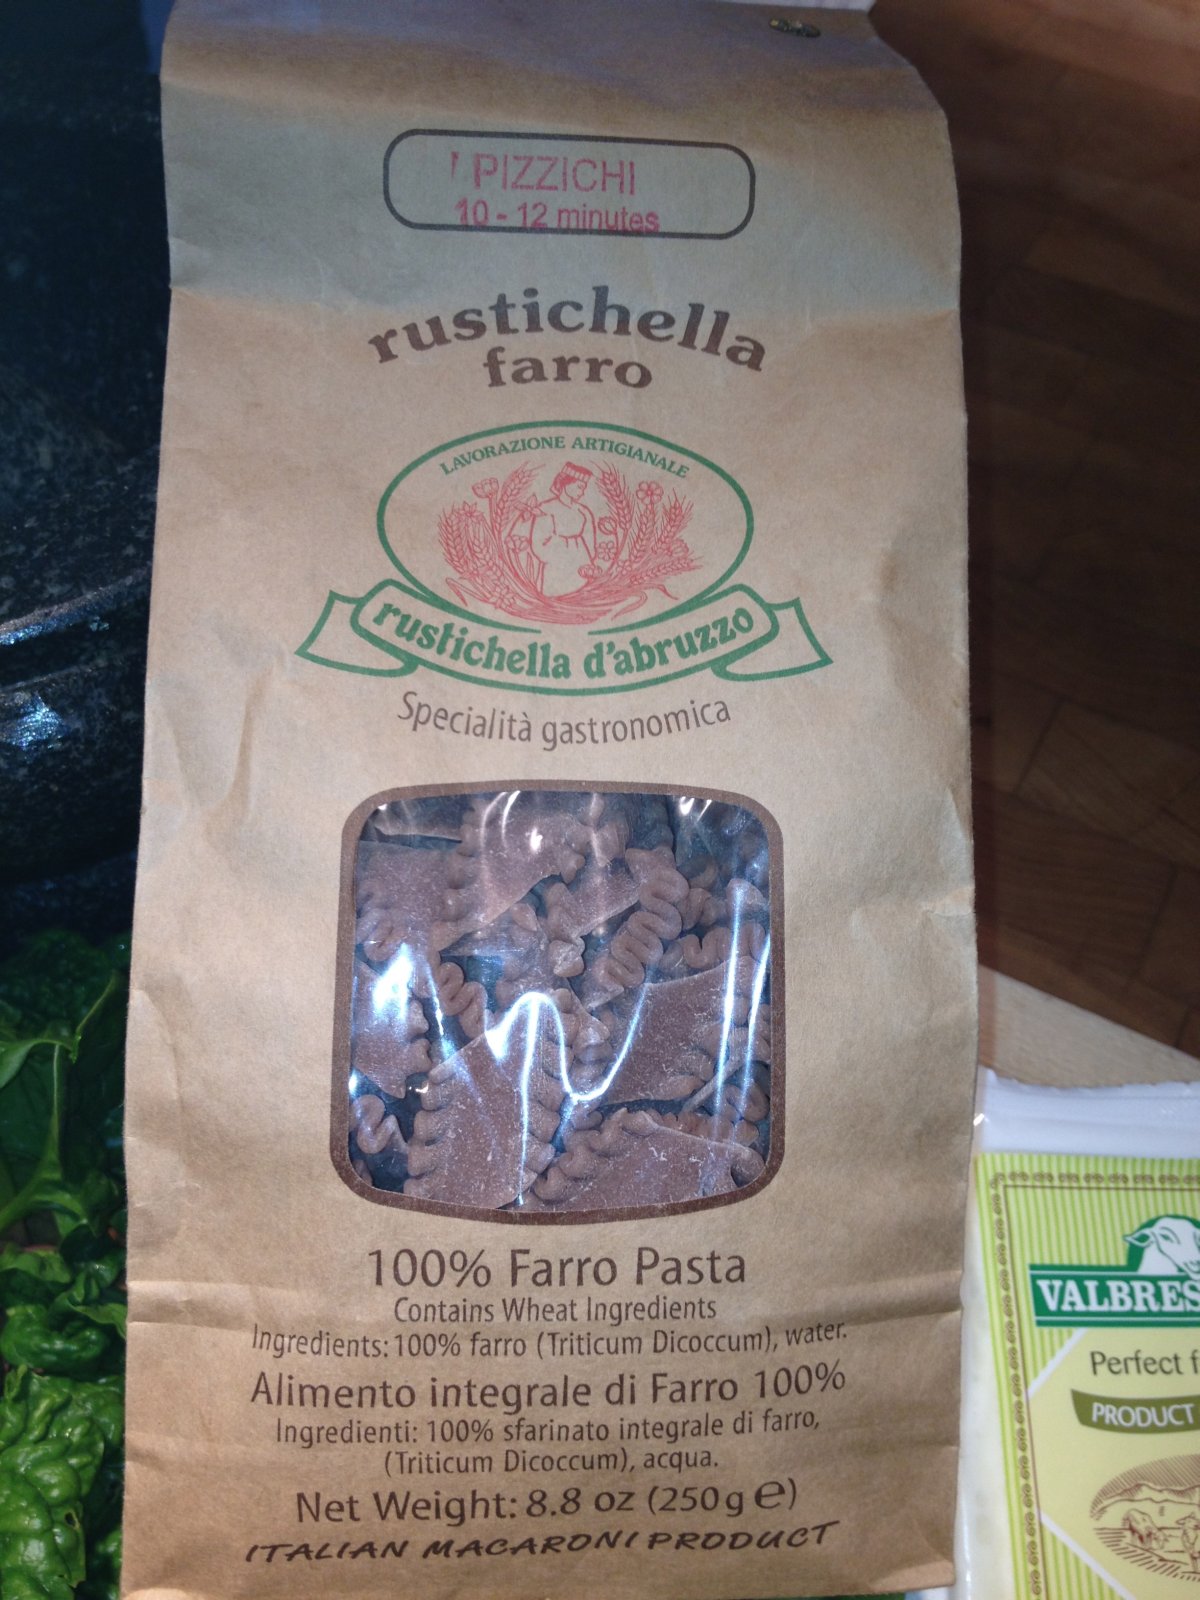 I PIZZICHI
10 - 12 minutes
rustichella
farro
LAVORAZIONE ARTIGIANALE
rustichella d'abruzzo
Specialità gastronomica
100% Farro Pasta
Contains Wheat Ingredients
Ingredients: 100% farro (Triticum Dicoccum), water.
Alimento integrale di Farro 100%
Ingredienti: 100% sfarinato integrale di farro,
(Triticum Dicoccum), acqua.
Net Weight: 8.8 oz (250 g ℮)
ITALIAN MACARONI PRODUCT
VALBRES
Perfect f
PRODUCT